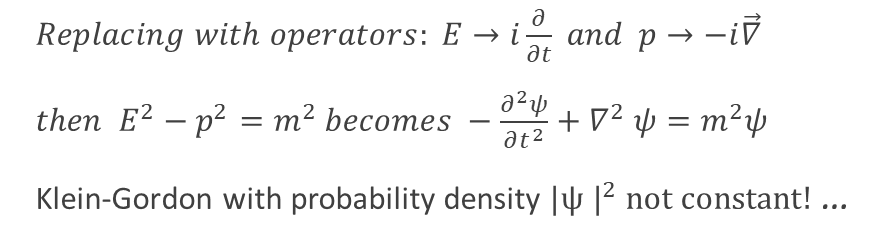 Replacing with operators: E → i ∂/∂t and p → −i∇⃗
then E² − p² = m² becomes − ∂²ψ/∂t² + ∇² ψ = m²ψ
Klein-Gordon with probability density |ψ |² not constant! ...